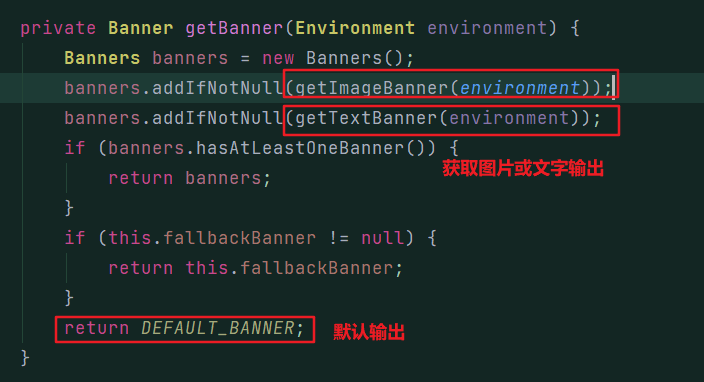 private Banner getBanner(Environment environment) {
Banners banners = new Banners();
banners.addIfNotNull(getImageBanner(environment));
banners.addIfNotNull(getTextBanner(environment));
if (banners.hasAtLeastOneBanner()) {
获取图片或文字输出
return banners;
}
if (this.fallbackBanner != null) {
return this.fallbackBanner;
}
return DEFAULT_BANNER;
默认输出
}